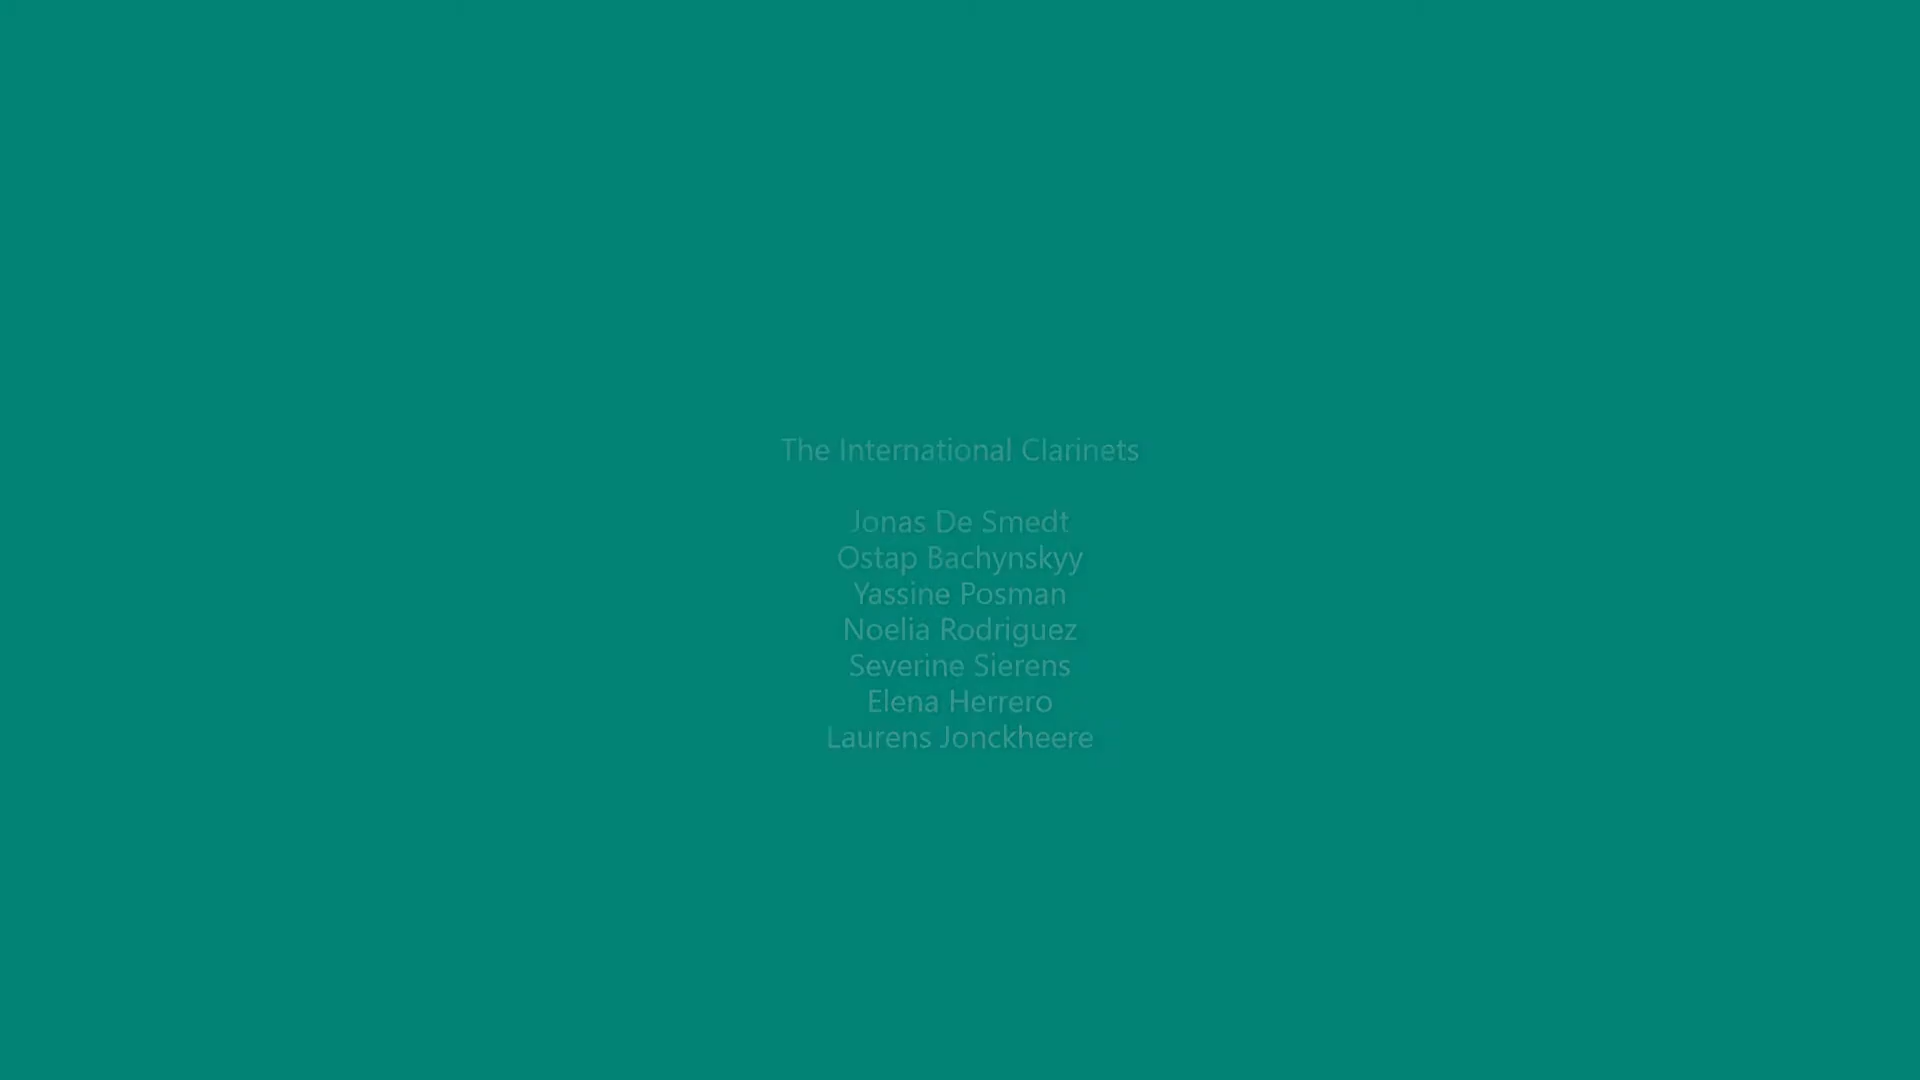 The International Clarinets
Jonas De Smedt
Ostap Bachynskyy
Yassine Posman
Noelia Rodriguez
Severine Sierens
Elena Herrero
Laurens Jonckheere